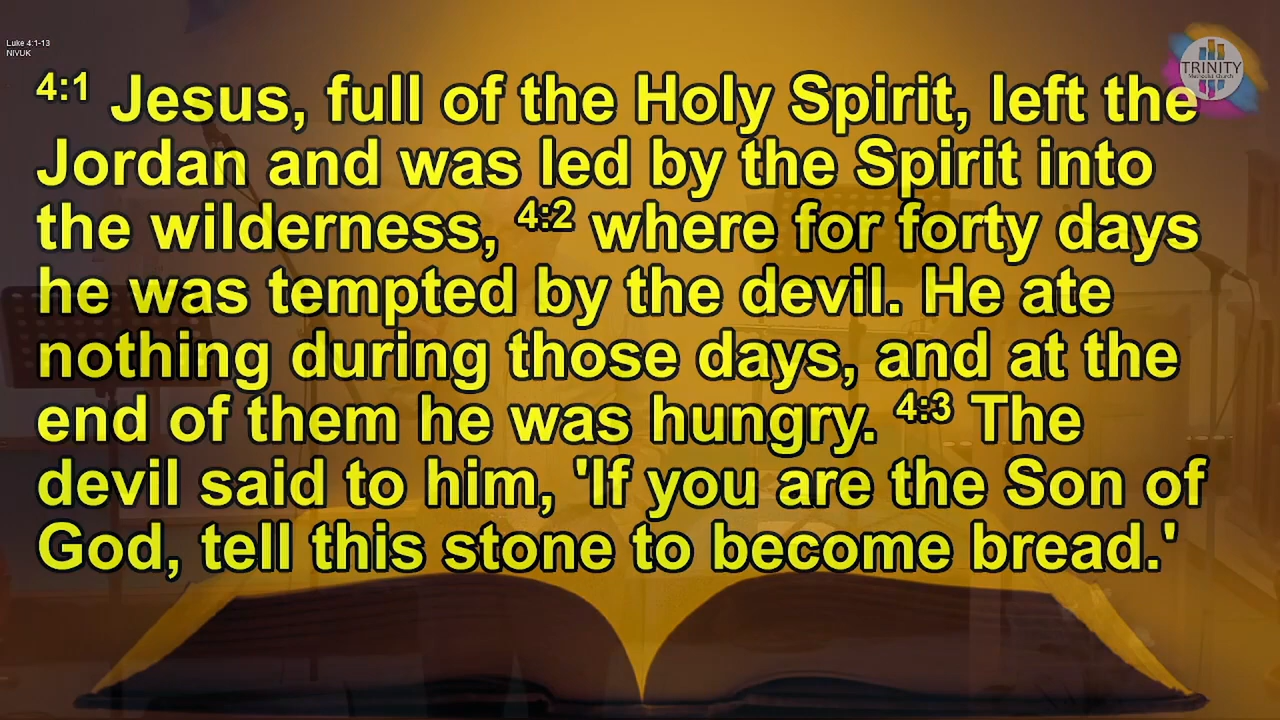 Luke 4:1-13
NIVUK
TRINITY
Methodist Church
4:1 Jesus, full of the Holy Spirit, left the
Jordan and was led by the Spirit into
the wilderness, 4:2 where for forty days
he was tempted by the devil. He ate
nothing during those days, and at the
end of them he was hungry. 4:3 The
devil said to him, 'If you are the Son of
God, tell this stone to become bread.'